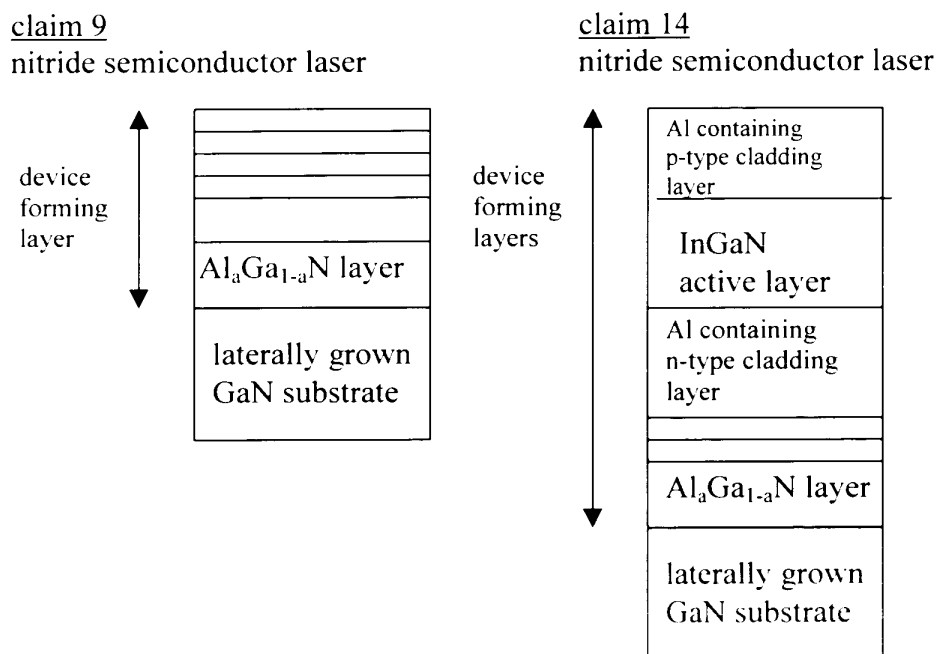 claim 9
nitride semiconductor laser
device
forming
layer
AlaGa1-aN layer
laterally grown
GaN substrate
claim 14
nitride semiconductor laser
device
forming
layers
Al containing
p-type cladding
layer
InGaN
active layer
Al containing
n-type cladding
layer
AlaGa1-aN layer
laterally grown
GaN substrate